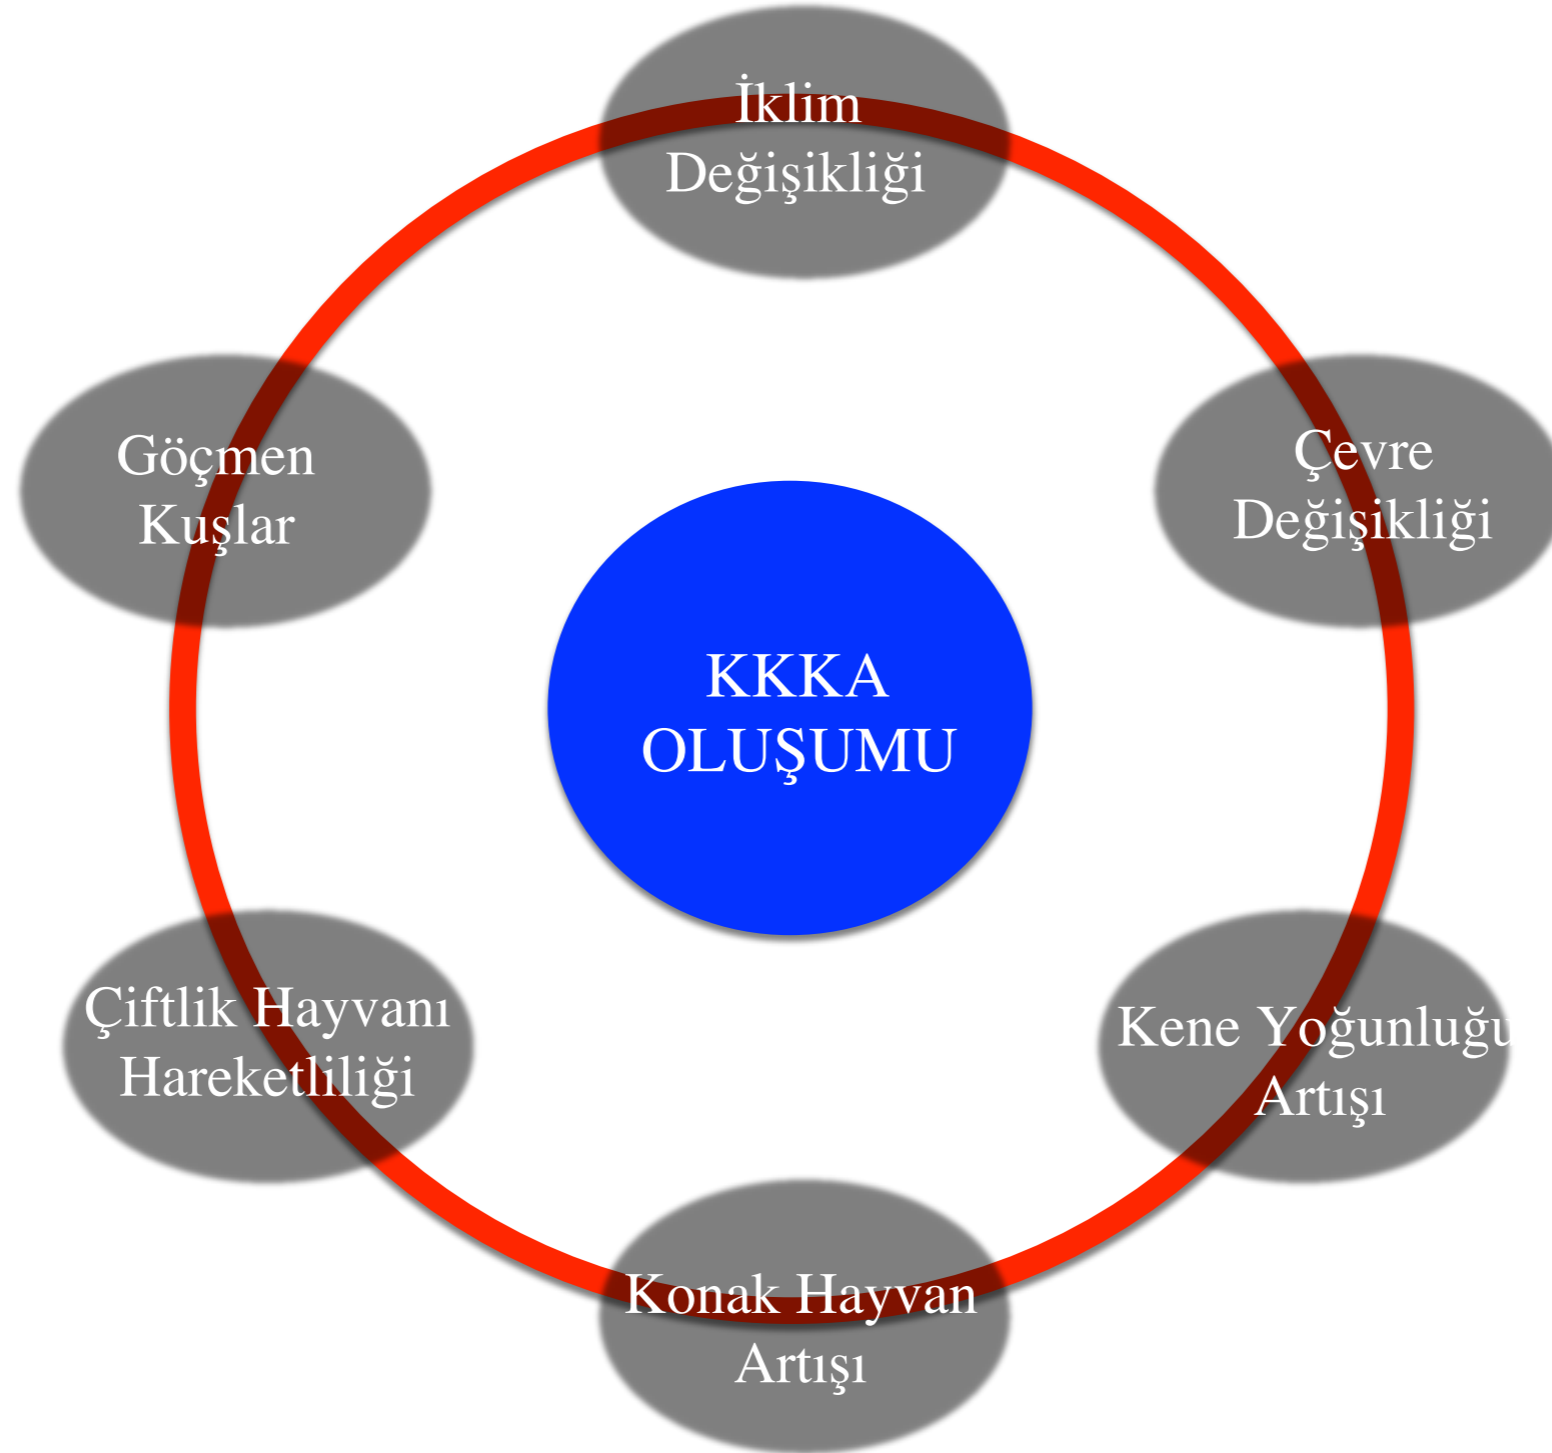 İklim
Değişikliği
Göçmen
Kuşlar
Çevre
Değişikliği
KKKA
OLUŞUMU
Çiftlik Hayvanı
Hareketliliği
Kene Yoğunluğu
Artışı
Konak Hayvan
Artışı